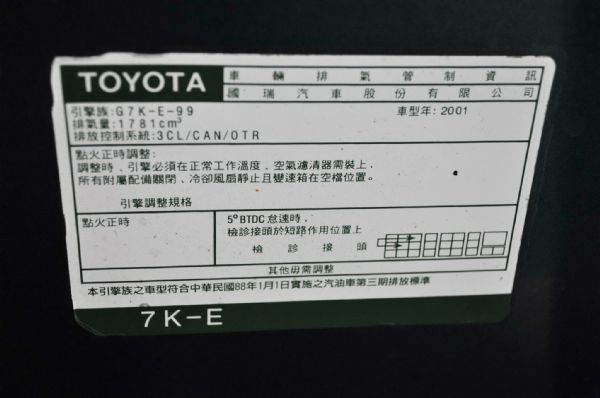 TOYOTA
車輛排氣管制資訊
國瑞汽車股份有限公司
引擎族:G7K-E-99
車型年: 2001
排氣量:1781cm³
排放控制系統:3CL/CAN/OTR
點火正時調整:
調整時、引擎必須在正常工作溫度、空氣濾清器需裝上、
所有附屬配備關閉、冷卻風扇靜止且變速箱在空檔位置。
引擎調整規格
點火正時
5°BTDC 怠速時、
檢診接頭於短路作用位置上
檢診接頭
其他毋需調整
本引擎族之車型符合中華民國88年1月1日實施之汽油車第三期排放標準
7K-E